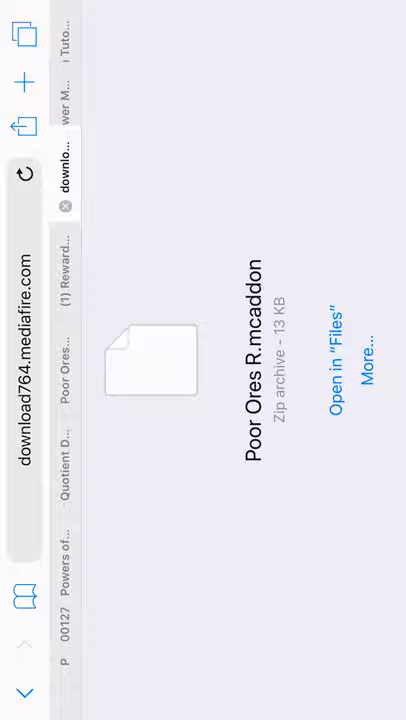 download764.mediafire.com
P
00127
Powers of...
Quotient D...
Poor Ores...
(1) Reward...
downlo...
wer M...
ı Tuto...
Poor Ores R.mcaddon
Zip archive - 13 KB
Open in “Files”
More...